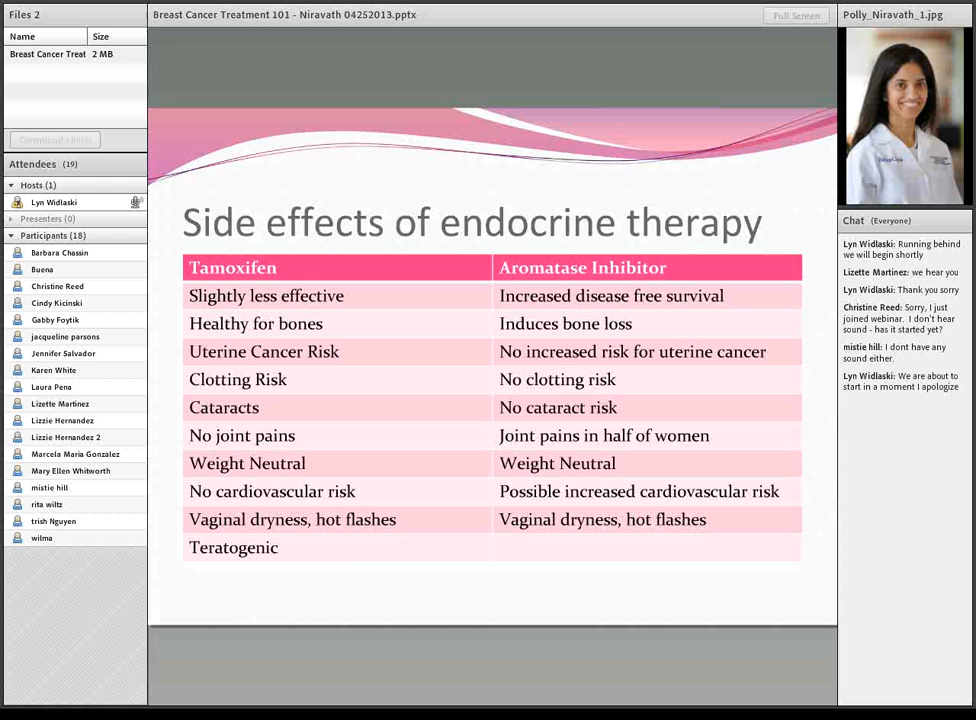 Files 2
Name Size
Breast Cancer Treat 2 MB
Attendees (19)
Hosts (1)
Lyn Widlaski
Presenters (0)
Participants (18)
Barbara Chassin
Buena
Christine Reed
Cindy Kicinski
Gabby Foytik
jacqueline parsons
Jennifer Salvador
Karen White
Laura Pena
Lizette Martinez
Lizzie Hernandez
Lizzie Hernandez 2
Marcela Maria Gonzalez
Mary Ellen Whitworth
mistie hill
rita wiltz
trish Nguyen
wilma
Breast Cancer Treatment 101 - Niravath 04252013.pptx
Full Screen
Side effects of endocrine therapy
Tamoxifen Aromatase Inhibitor
Slightly less effective Increased disease free survival
Healthy for bones Induces bone loss
Uterine Cancer Risk No increased risk for uterine cancer
Clotting Risk No clotting risk
Cataracts No cataract risk
No joint pains Joint pains in half of women
Weight Neutral Weight Neutral
No cardiovascular risk Possible increased cardiovascular risk
Vaginal dryness, hot flashes Vaginal dryness, hot flashes
Teratogenic
Polly_Niravath_1.jpg
Chat (Everyone)
Lyn Widlaski: Running behind
we will begin shortly
Lizette Martinez: we hear you
Lyn Widlaski: Thank you sorry
Christine Reed: Sorry, I just
joined webinar. I don't hear
sound - has it started yet?
mistie hill: I dont have any
sound either.
Lyn Widlaski: We are about to
start in a moment I apologize